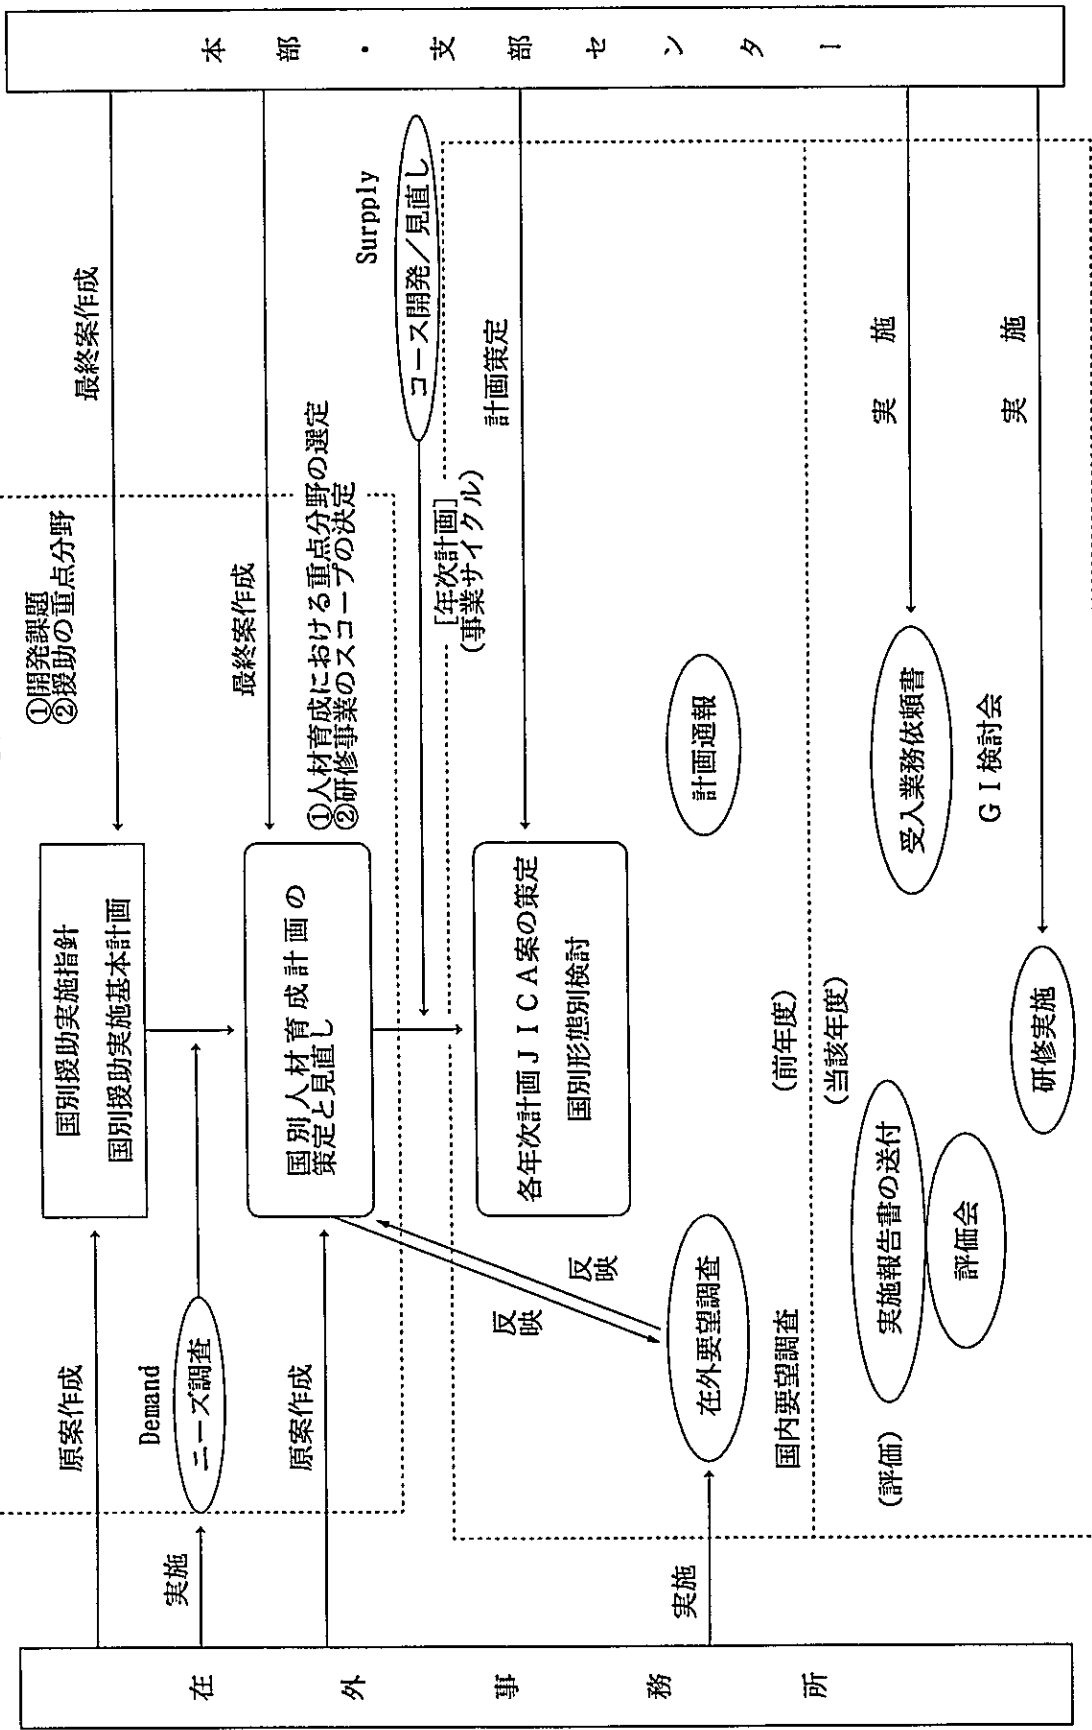 本部・支部センター
最終案作成
①開発課題
②援助の重点分野
国別援助実施指針
国別援助実施基本計画
原案作成
Demand
ニーズ調査
実施
最終案作成
①人材育成における重点分野の選定
②研修事業のスコープの決定
国別人材育成計画の
策定と見直し
原案作成
Surpply
コース開発／見直し
[年次計画]
(事業サイクル)
計画策定
各年次計画JICA案の策定
国別形態別検討
反映
反映
計画通報
在外要望調査
実施
国内要望調査
(前年度)
(当該年度)
実施
受入業務依頼書
GI検討会
実施報告書の送付
評価会
(評価)
実施
研修実施
在外事務所